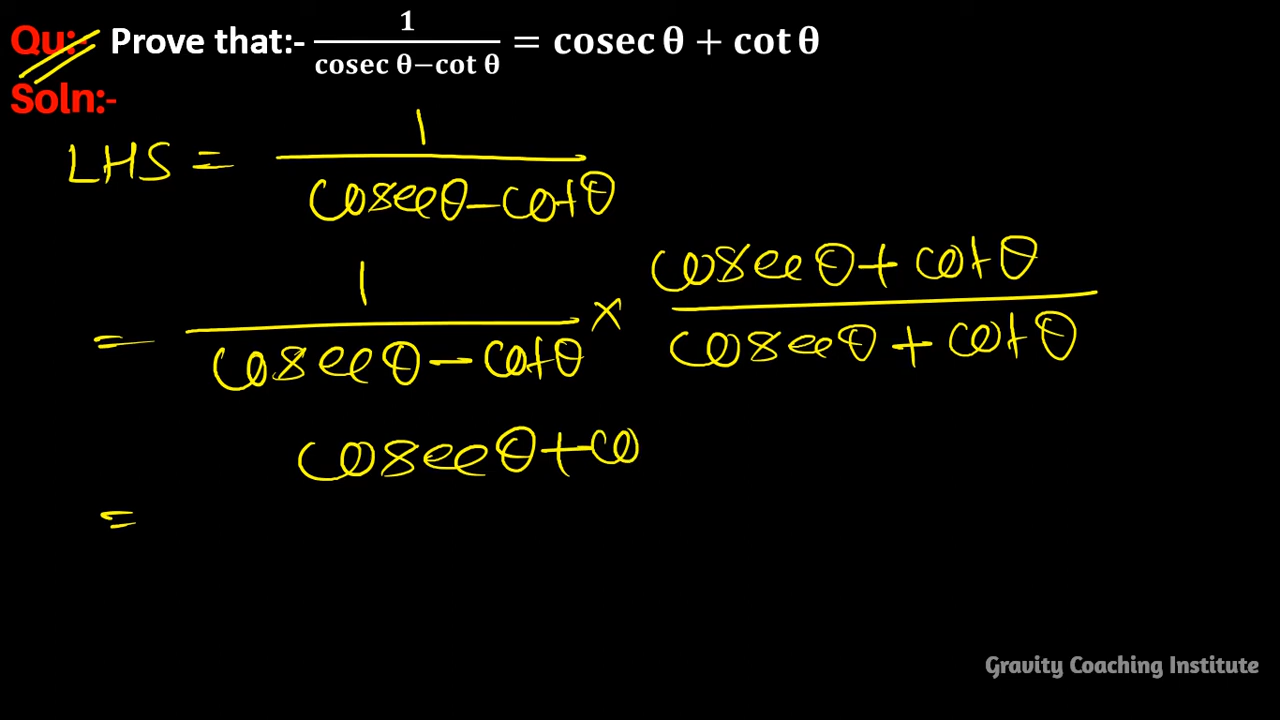 Qu:- Prove that:- 1/(cosec θ−cot θ) = cosec θ + cot θ
Soln:-
LHS = 1/(cosecθ-cotθ)
= 1/(cosecθ - cotθ) × (cosecθ + cotθ)/(cosecθ + cotθ)
= cosecθ+co
Gravity Coaching Institute